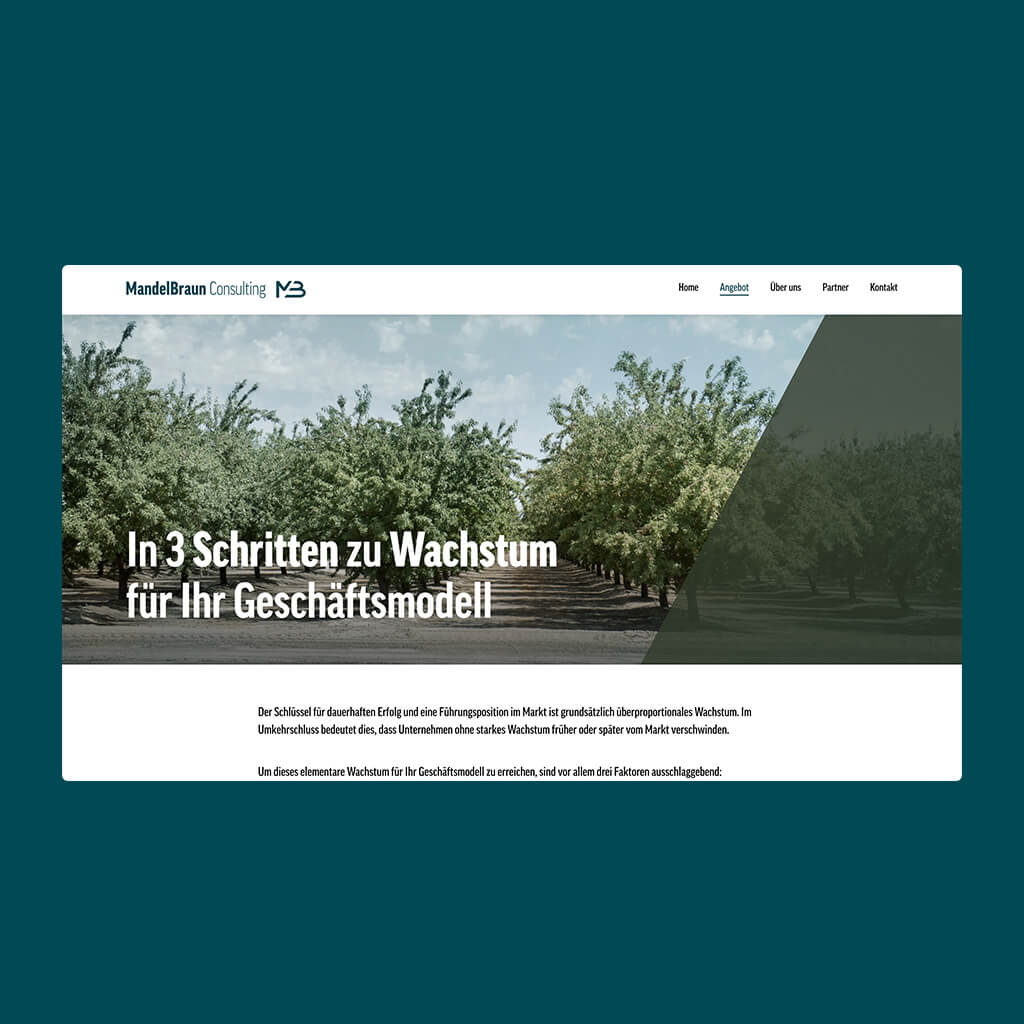 MandelBraun Consulting MB
Home Angebot Über uns Partner Kontakt
In 3 Schritten zu Wachstum
für Ihr Geschäftsmodell
Der Schlüssel für dauerhaften Erfolg und eine Führungsposition im Markt ist grundsätzlich überproportionales Wachstum. Im
Umkehrschluss bedeutet dies, dass Unternehmen ohne starkes Wachstum früher oder später vom Markt verschwinden.
Um dieses elementare Wachstum für Ihr Geschäftsmodell zu erreichen, sind vor allem drei Faktoren ausschlaggebend: